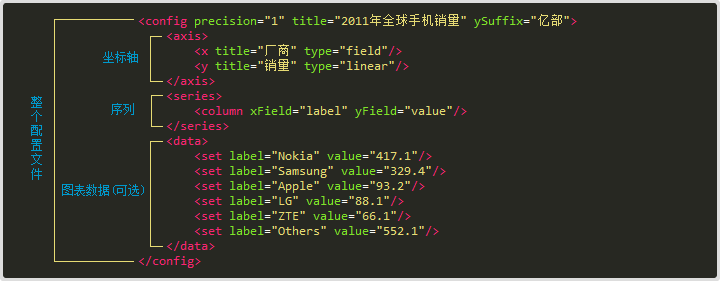 <config precision="1" title="2011年全球手机销量" ySuffix="亿部">
<axis>
坐标轴 <x title="厂商" type="field"/>
<y title="销量" type="linear"/>
</axis>
<series>
序列 <column xField="label" yField="value"/>
</series>
整个配置文件
<data>
<set label="Nokia" value="417.1"/>
<set label="Samsung" value="329.4"/>
图表数据(可选) <set label="Apple" value="93.2"/>
<set label="LG" value="88.1"/>
<set label="ZTE" value="66.1"/>
<set label="Others" value="552.1"/>
</data>
</config>